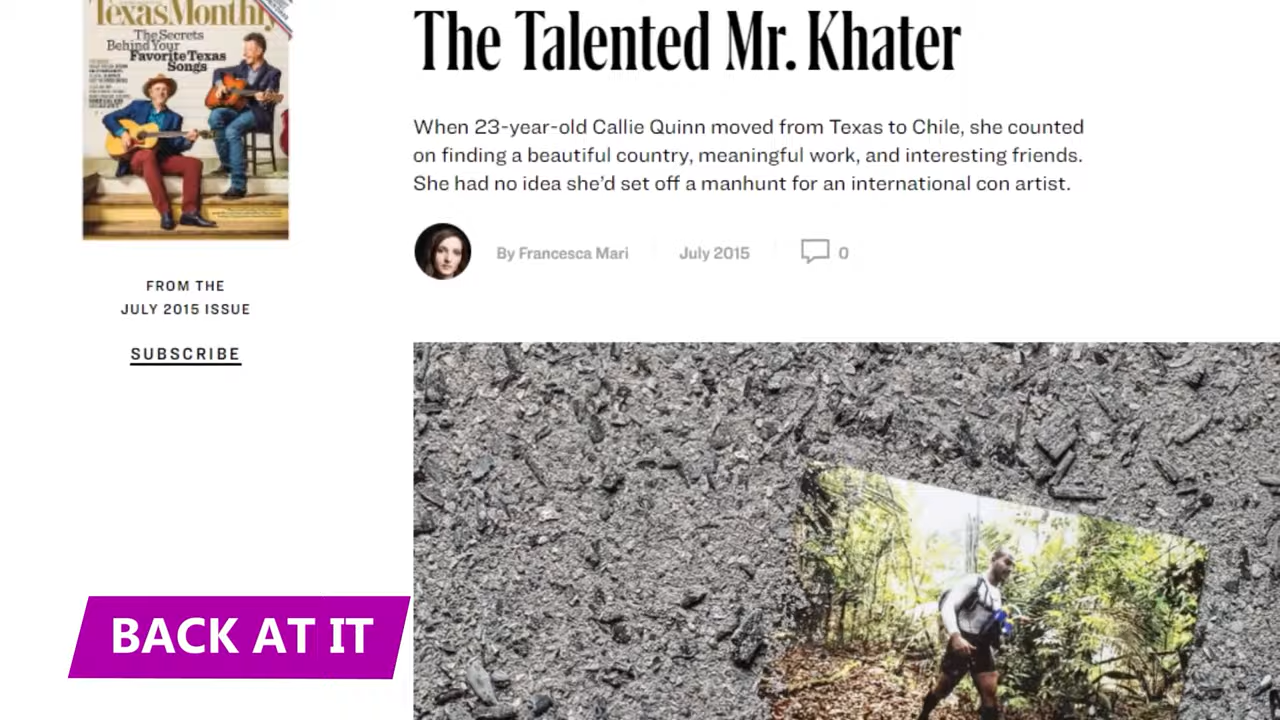 Texas Monthly
The Secrets
Behind Your
Favorite Texas
Songs
FROM THE
JULY 2015 ISSUE
SUBSCRIBE
The Talented Mr. Khater
When 23-year-old Callie Quinn moved from Texas to Chile, she counted
on finding a beautiful country, meaningful work, and interesting friends.
She had no idea she’d set off a manhunt for an international con artist.
By Francesca Mari
July 2015
0
BACK AT IT